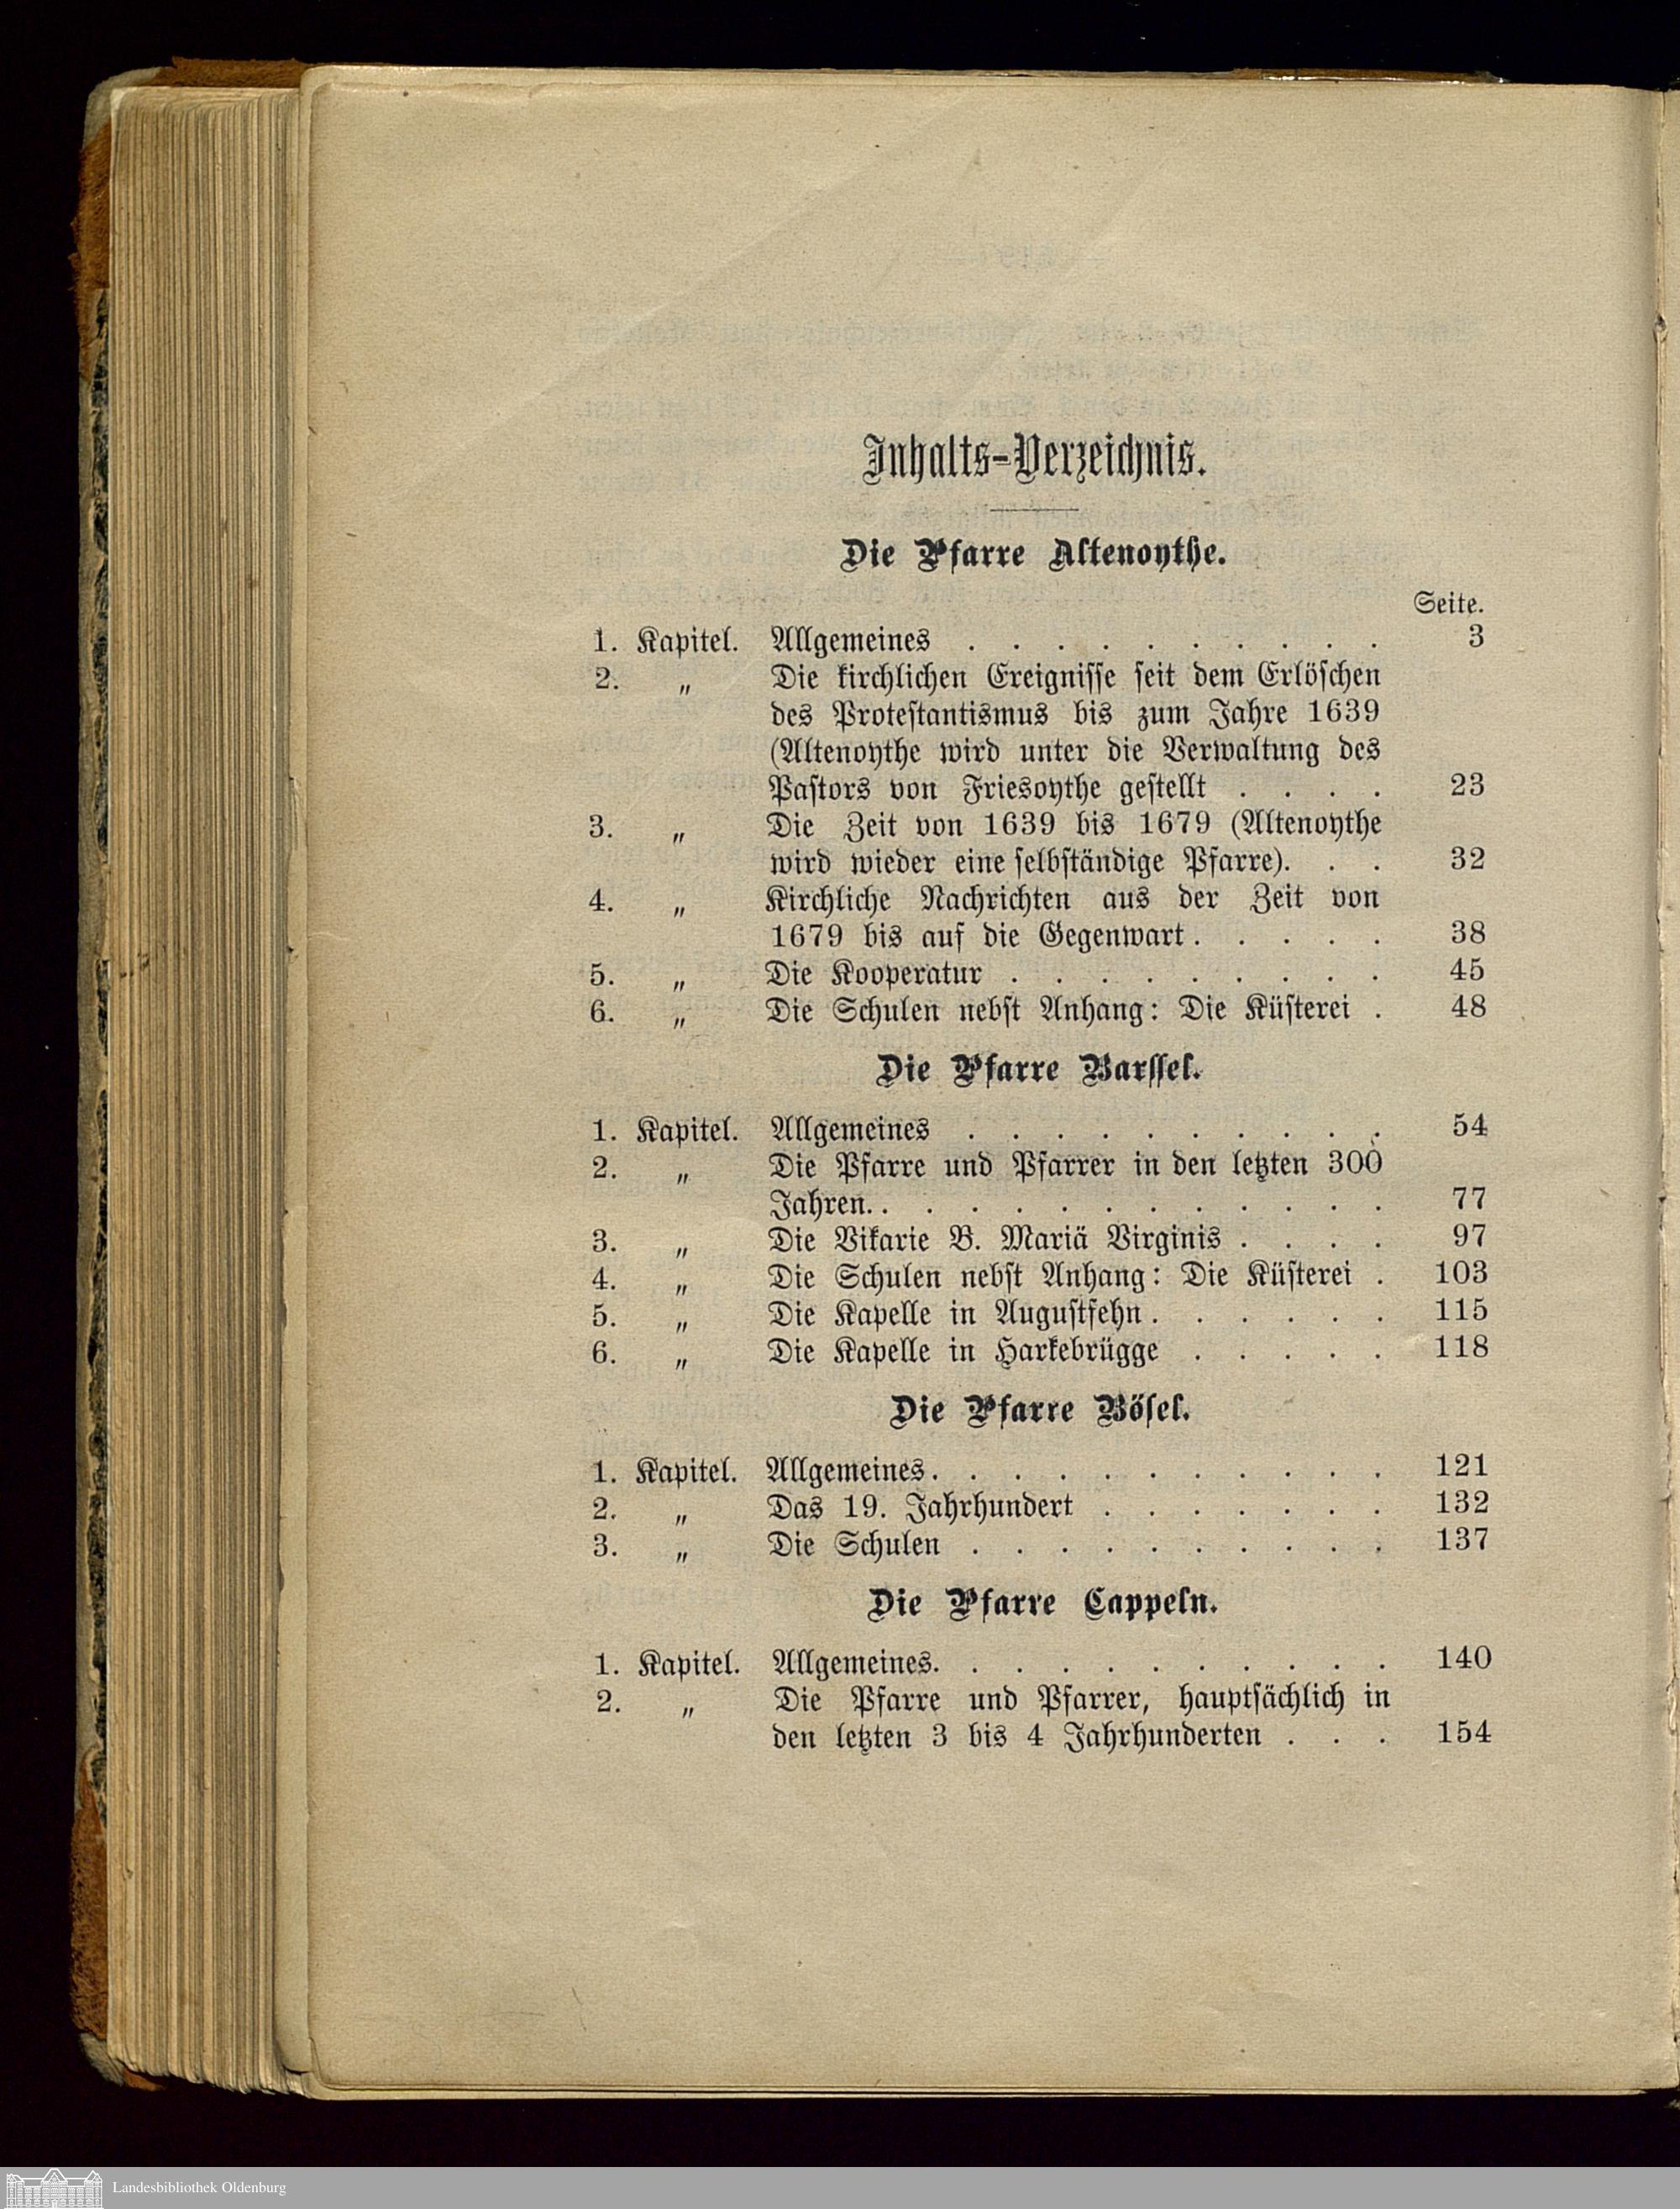 Inhalts-Verzeichnis.
Die Pfarre Altenoythe.
Seite.
1. Kapitel. Allgemeines . . . . . . . . . . 3
2. „ Die kirchlichen Ereignisse seit dem Erlöschen
des Protestantismus bis zum Jahre 1639
(Altenoythe wird unter die Verwaltung des
Pastors von Friesoythe gestellt . . . . 23
3. „ Die Zeit von 1639 bis 1679 (Altenoythe
wird wieder eine selbständige Pfarre). . . 32
4. „ Kirchliche Nachrichten aus der Zeit von
1679 bis auf die Gegenwart. . . . . 38
5. „ Die Kooperatur . . . . . . . . . 45
6. „ Die Schulen nebst Anhang: Die Küsterei . 48
Die Pfarre Barssel.
1. Kapitel. Allgemeines . . . . . . . . . . 54
2. „ Die Pfarre und Pfarrer in den letzten 300
Jahren. . . . . . . . . . . . . 77
3. „ Die Vikarie B. Mariä Virginis . . . . 97
4. „ Die Schulen nebst Anhang: Die Küsterei . 103
5. „ Die Kapelle in Augustfehn. . . . . . 115
6. „ Die Kapelle in Harkebrügge . . . . . 118
Die Pfarre Bösel.
1. Kapitel. Allgemeines. . . . . . . . . . . 121
2. „ Das 19. Jahrhundert . . . . . . . 132
3. „ Die Schulen . . . . . . . . . . 137
Die Pfarre Cappeln.
1. Kapitel. Allgemeines. . . . . . . . . . . 140
2. „ Die Pfarre und Pfarrer, hauptsächlich in
den letzten 3 bis 4 Jahrhunderten . . . 154
Landesbibliothek Oldenburg